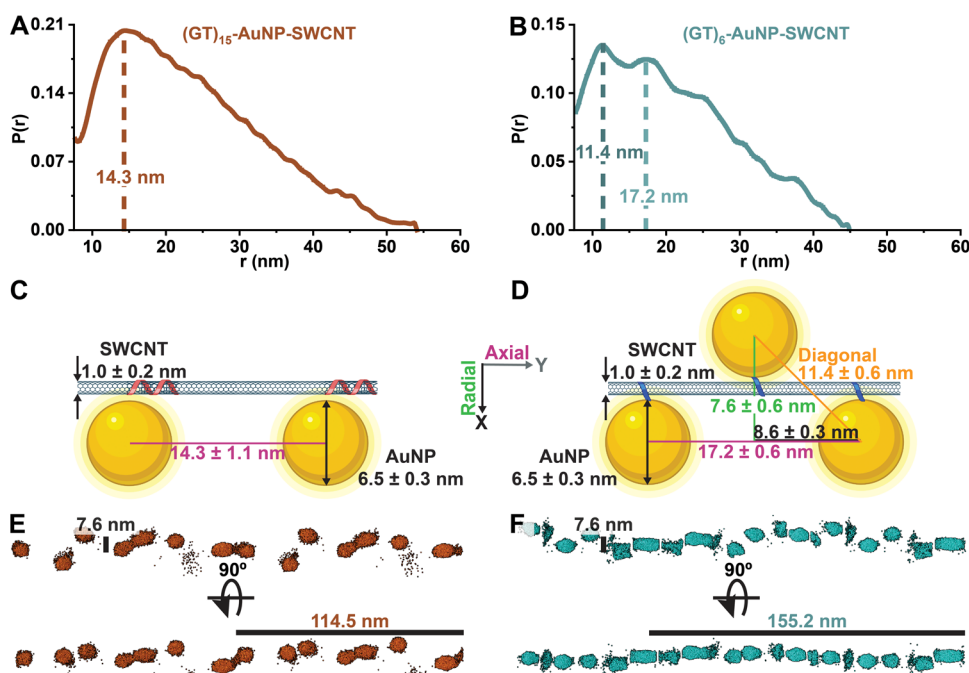 A
0.21
0.14
0.07
0.00
P(r)
(GT)15-AuNP-SWCNT
14.3 nm
10 20 30 40 50 60
r (nm)
B
0.15
0.10
0.05
0.00
P(r)
(GT)6-AuNP-SWCNT
11.4 nm
17.2 nm
10 20 30 40 50 60
r (nm)
C
SWCNT
1.0 ± 0.2 nm
14.3 ± 1.1 nm
AuNP
6.5 ± 0.3 nm
Axial
Y
Radial
X
D
SWCNT
1.0 ± 0.2 nm
Diagonal
11.4 ± 0.6 nm
7.6 ± 0.6 nm
8.6 ± 0.3 nm
17.2 ± 0.6 nm
AuNP
6.5 ± 0.3 nm
E
7.6 nm
90º
114.5 nm
F
7.6 nm
90º
155.2 nm